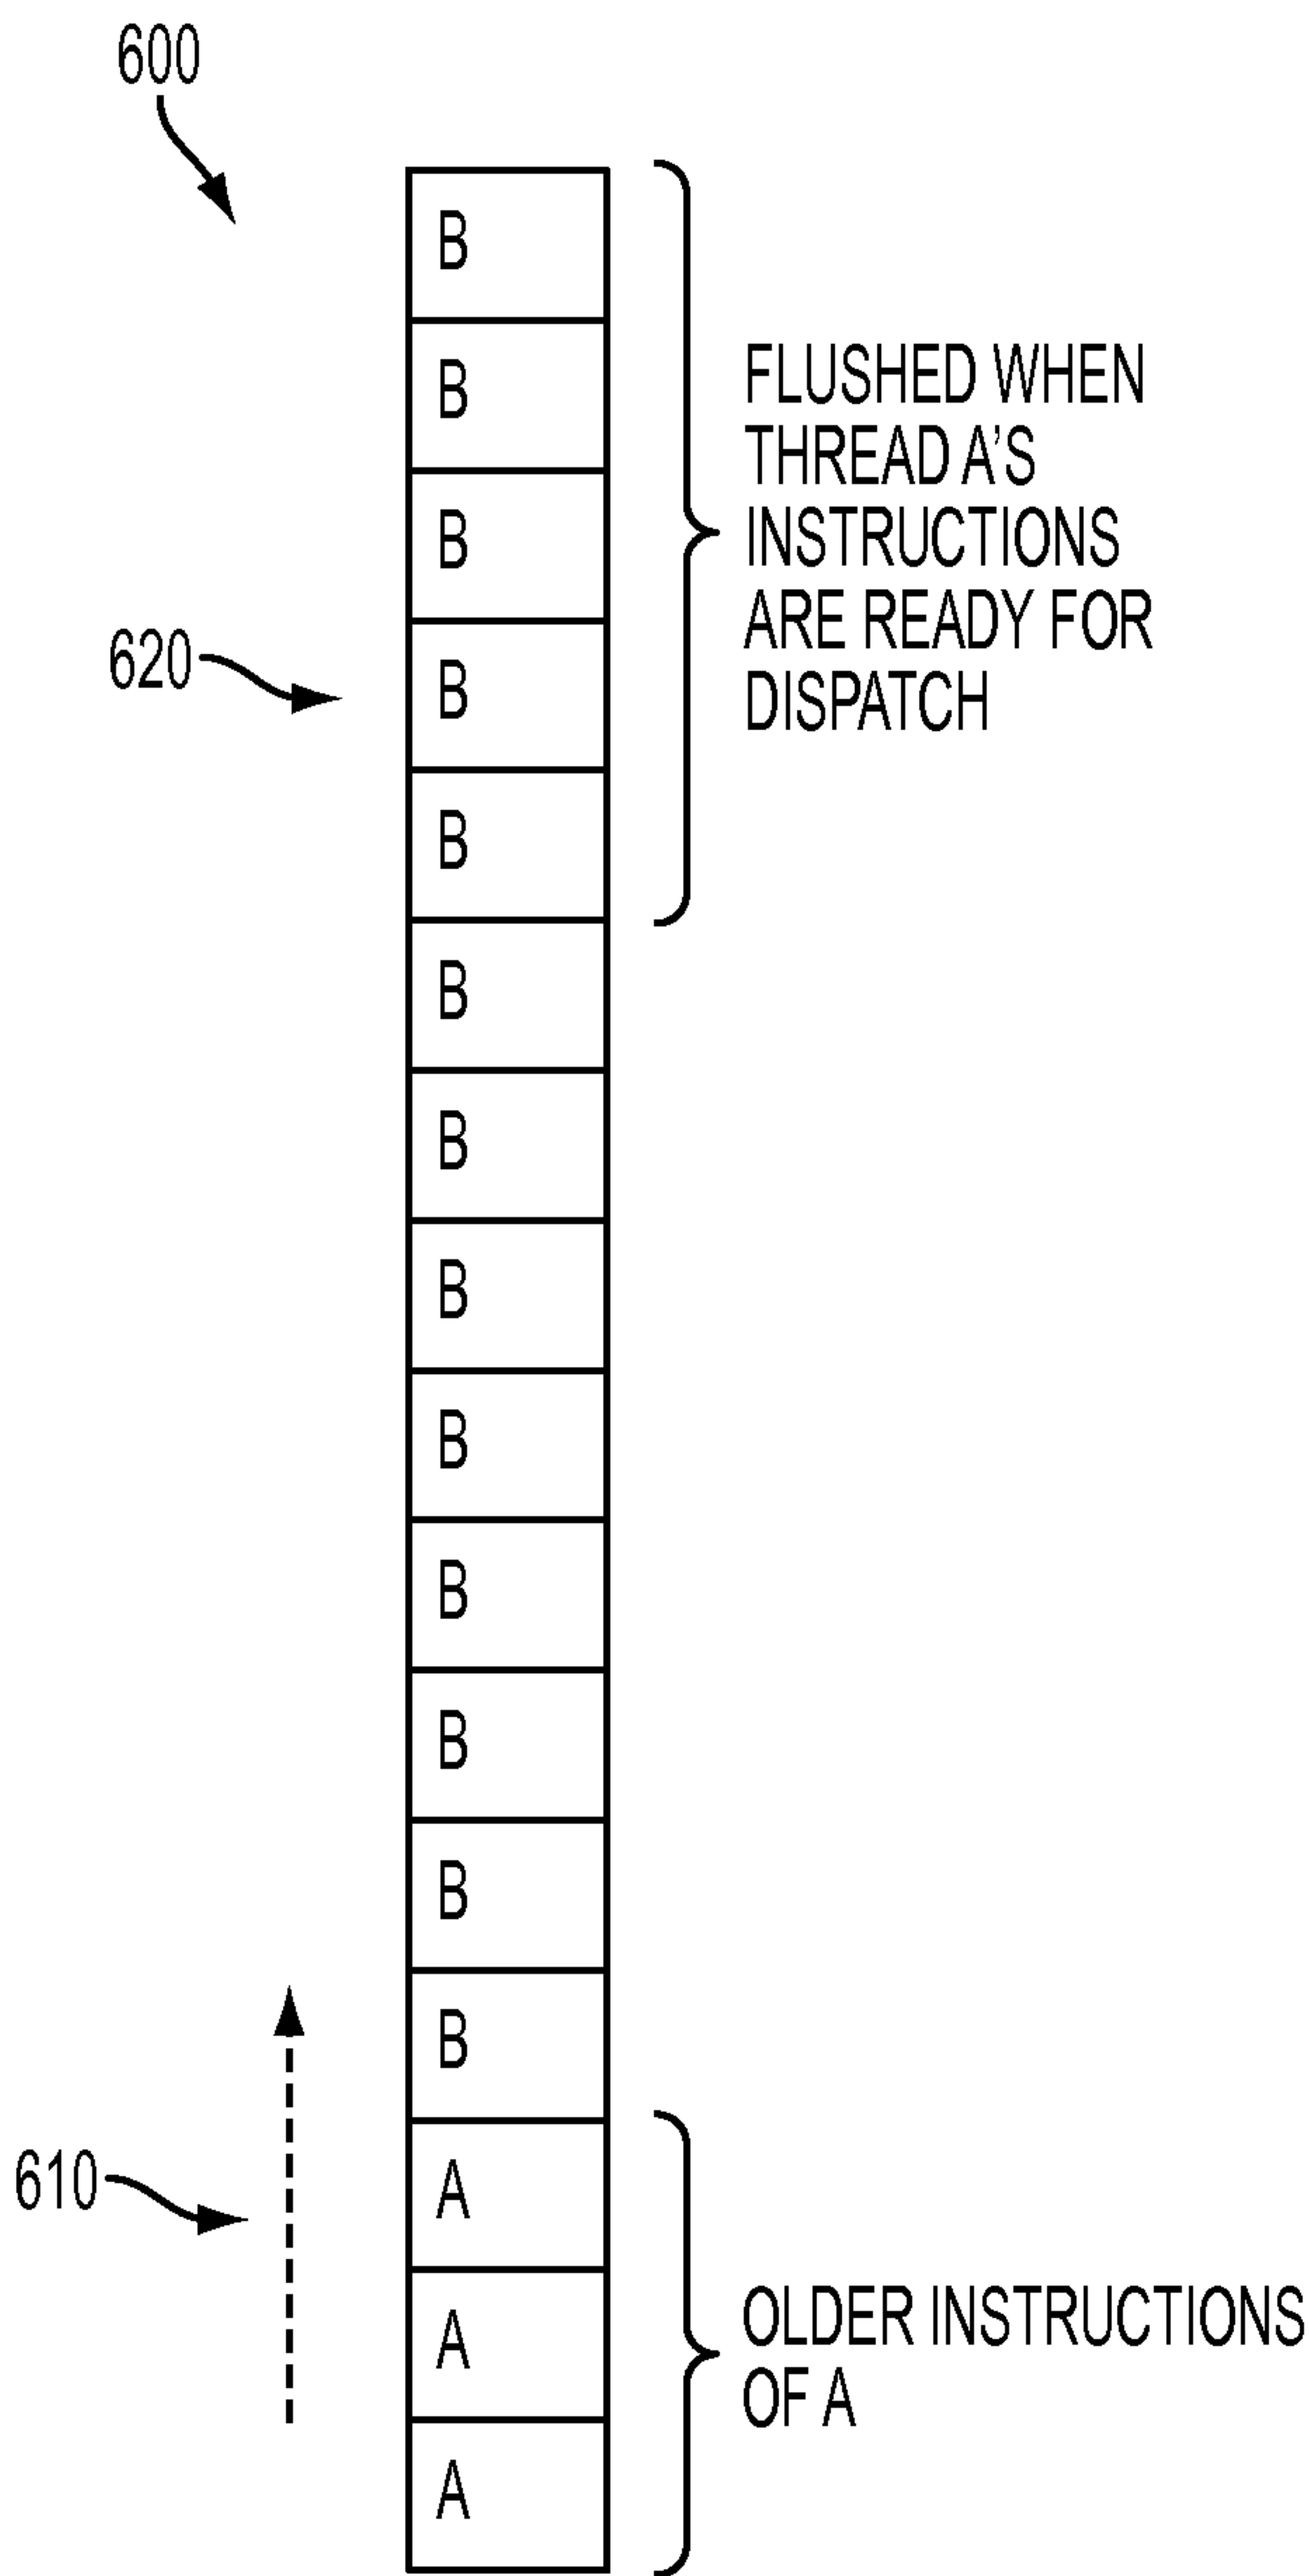 600
B
B
B
620
B
B
FLUSHED WHEN
THREAD A'S
INSTRUCTIONS
ARE READY FOR
DISPATCH
B
B
B
B
B
B
B
B
610
A
A
A
OLDER INSTRUCTIONS
OF A